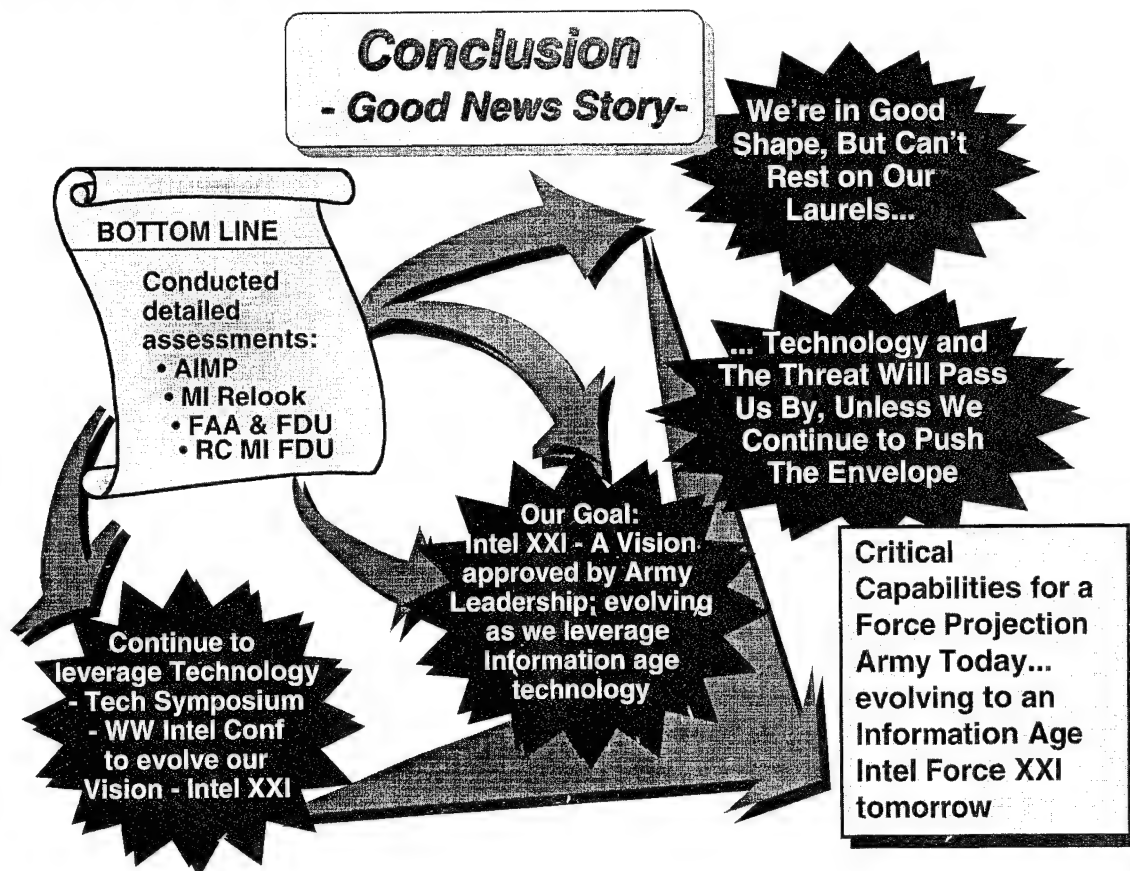 Conclusion
- Good News Story-
We're in Good
Shape, But Can't
Rest on Our
Laurels...
BOTTOM LINE
Conducted
detailed
assessments:
• AIMP
• MI Relook
• FAA & FDU
• RC MI FDU
... Technology and
The Threat Will Pass
Us By, Unless We
Continue to Push
The Envelope
Our Goal:
Intel XXI - A Vision
approved by Army
Leadership; evolving
as we leverage
Information age
technology
Continue to
leverage Technology
- Tech Symposium
- WW Intel Conf
to evolve our
Vision - Intel XXI
Critical
Capabilities for a
Force Projection
Army Today...
evolving to an
Information Age
Intel Force XXI
tomorrow